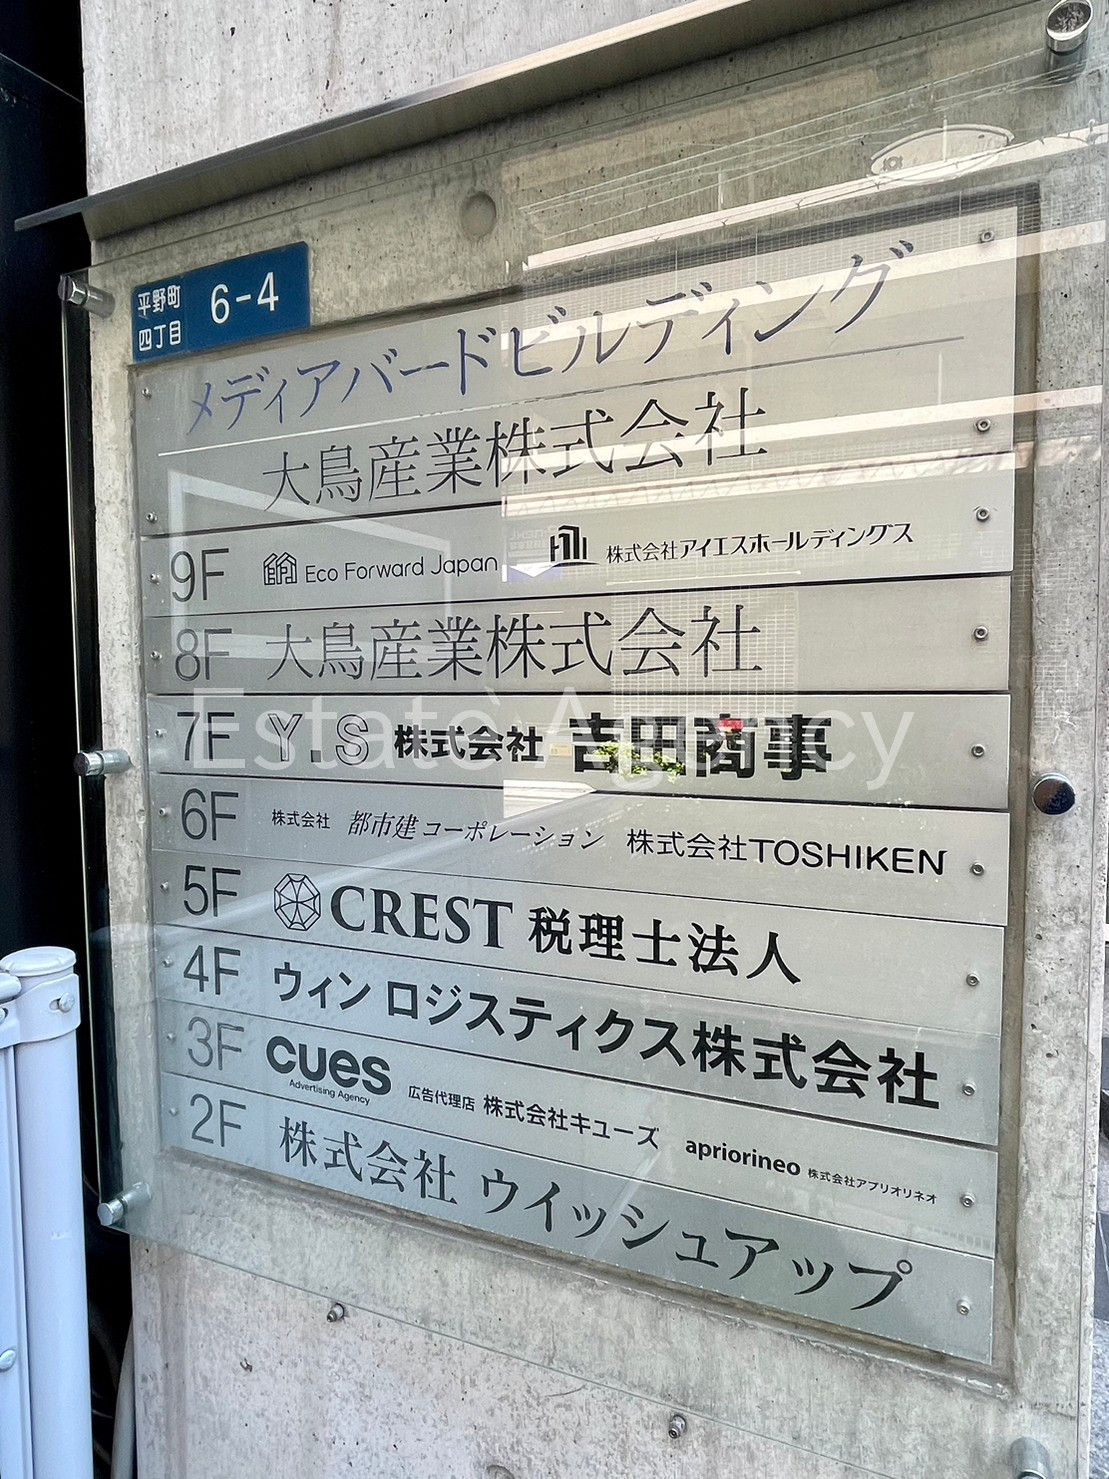 平野町
四丁目
6-4
メディアバードビルディング
大鳥産業株式会社
9F Eco Forward Japan 株式会社アイエスホールディングス
8F 大鳥産業株式会社
7F Y.S 株式会社 吉田商事
Estate Agency
6F 株式会社 都市建コーポレーション 株式会社TOSHIKEN
5F CREST 税理士法人
4F ウィン ロジスティクス株式会社
3F cues Advertising Agency 広告代理店 株式会社キューズ apriorineo 株式会社アプリオリネオ
2F 株式会社 ウイッシュアップ